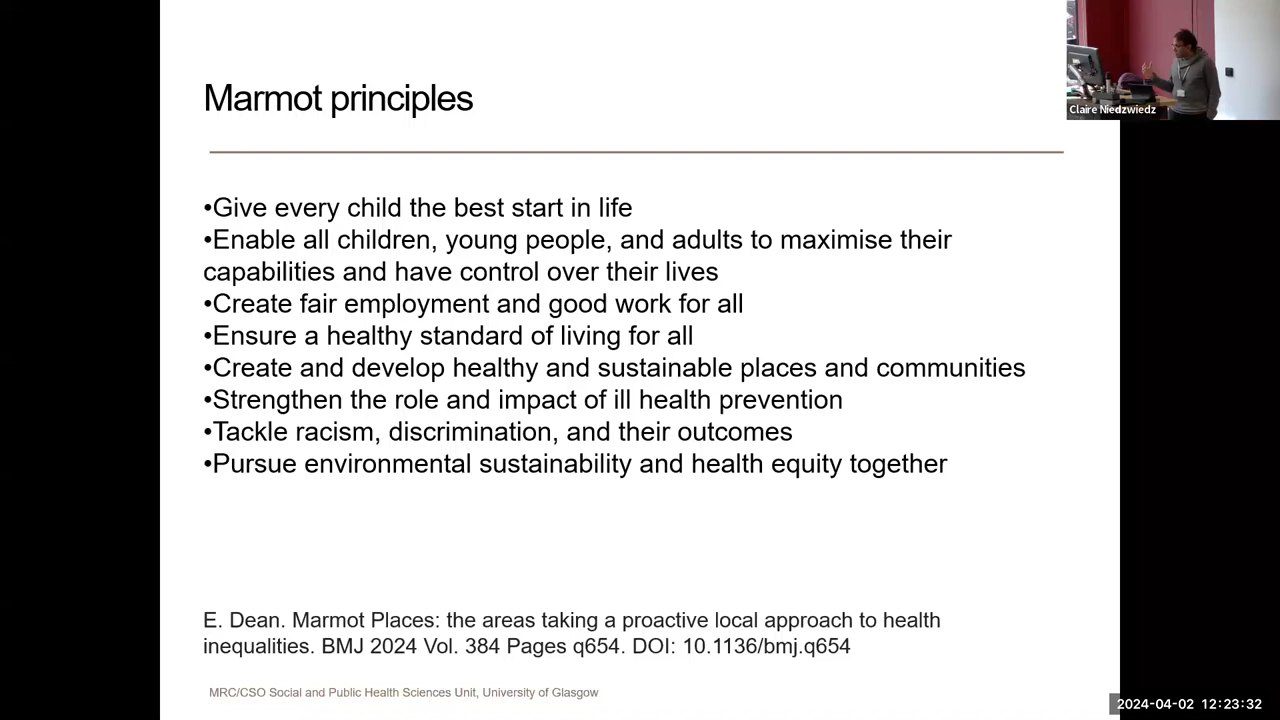 Marmot principles
Claire Niedzwiedz
•Give every child the best start in life
•Enable all children, young people, and adults to maximise their
capabilities and have control over their lives
•Create fair employment and good work for all
•Ensure a healthy standard of living for all
•Create and develop healthy and sustainable places and communities
•Strengthen the role and impact of ill health prevention
•Tackle racism, discrimination, and their outcomes
•Pursue environmental sustainability and health equity together
E. Dean. Marmot Places: the areas taking a proactive local approach to health
inequalities. BMJ 2024 Vol. 384 Pages q654. DOI: 10.1136/bmj.q654
MRC/CSO Social and Public Health Sciences Unit, University of Glasgow
2024-04-02 12:23:32